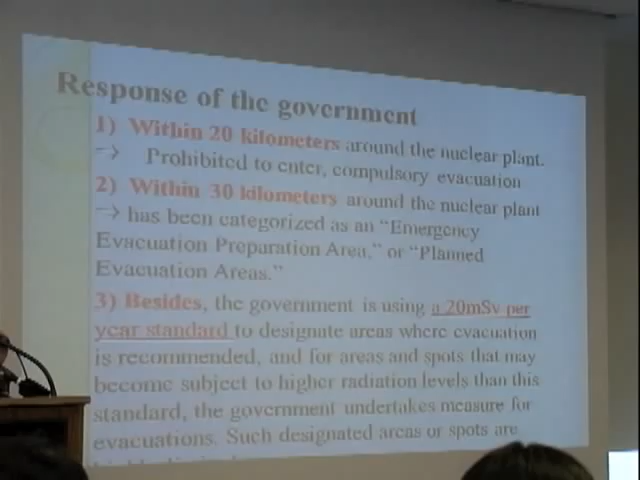 Response of the government
1) Within 20 kilometers around the nuclear plant.
→ Prohibited to enter, compulsory evacuation
2) Within 30 kilometers around the nuclear plant
→ has been categorized as an “Emergency
Evacuation Preparation Area,” or “Planned
Evacuation Areas.”
3) Besides, the government is using a 20mSv per
year standard to designate areas where evacuation
is recommended, and for areas and spots that may
become subject to higher radiation levels than this
standard, the government undertakes measure for
evacuations. Such designated areas or spots are